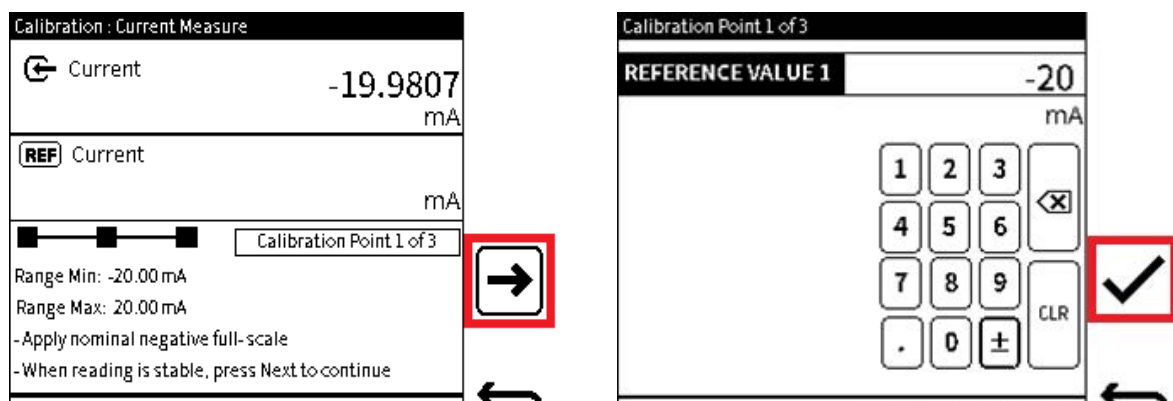 Calibration : Current Measure
Current
-19.9807
mA
REF Current
mA
Calibration Point 1 of 3
Range Min: -20.00 mA
Range Max: 20.00 mA
- Apply nominal negative full-scale
- When reading is stable, press Next to continue
Calibration Point 1 of 3
REFERENCE VALUE 1 -20
mA
1 2 3
4 5 6
7 8 9
CLR
. 0 ±